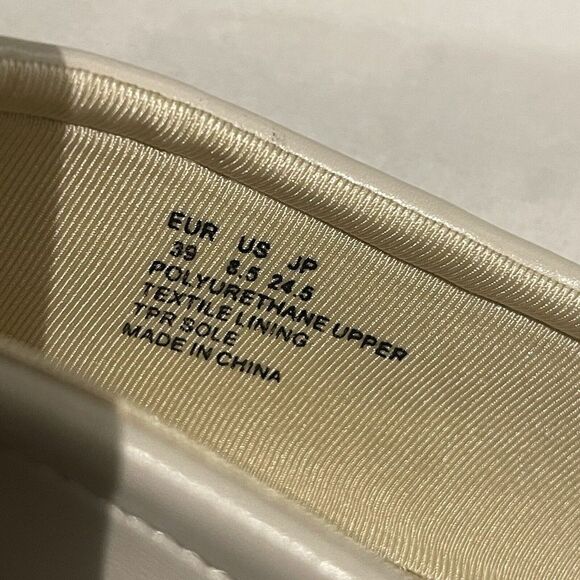 EUR US JP
39 8.5 24.5
POLYURETHANE UPPER
TEXTILE LINING
TPR SOLE
MADE IN CHINA